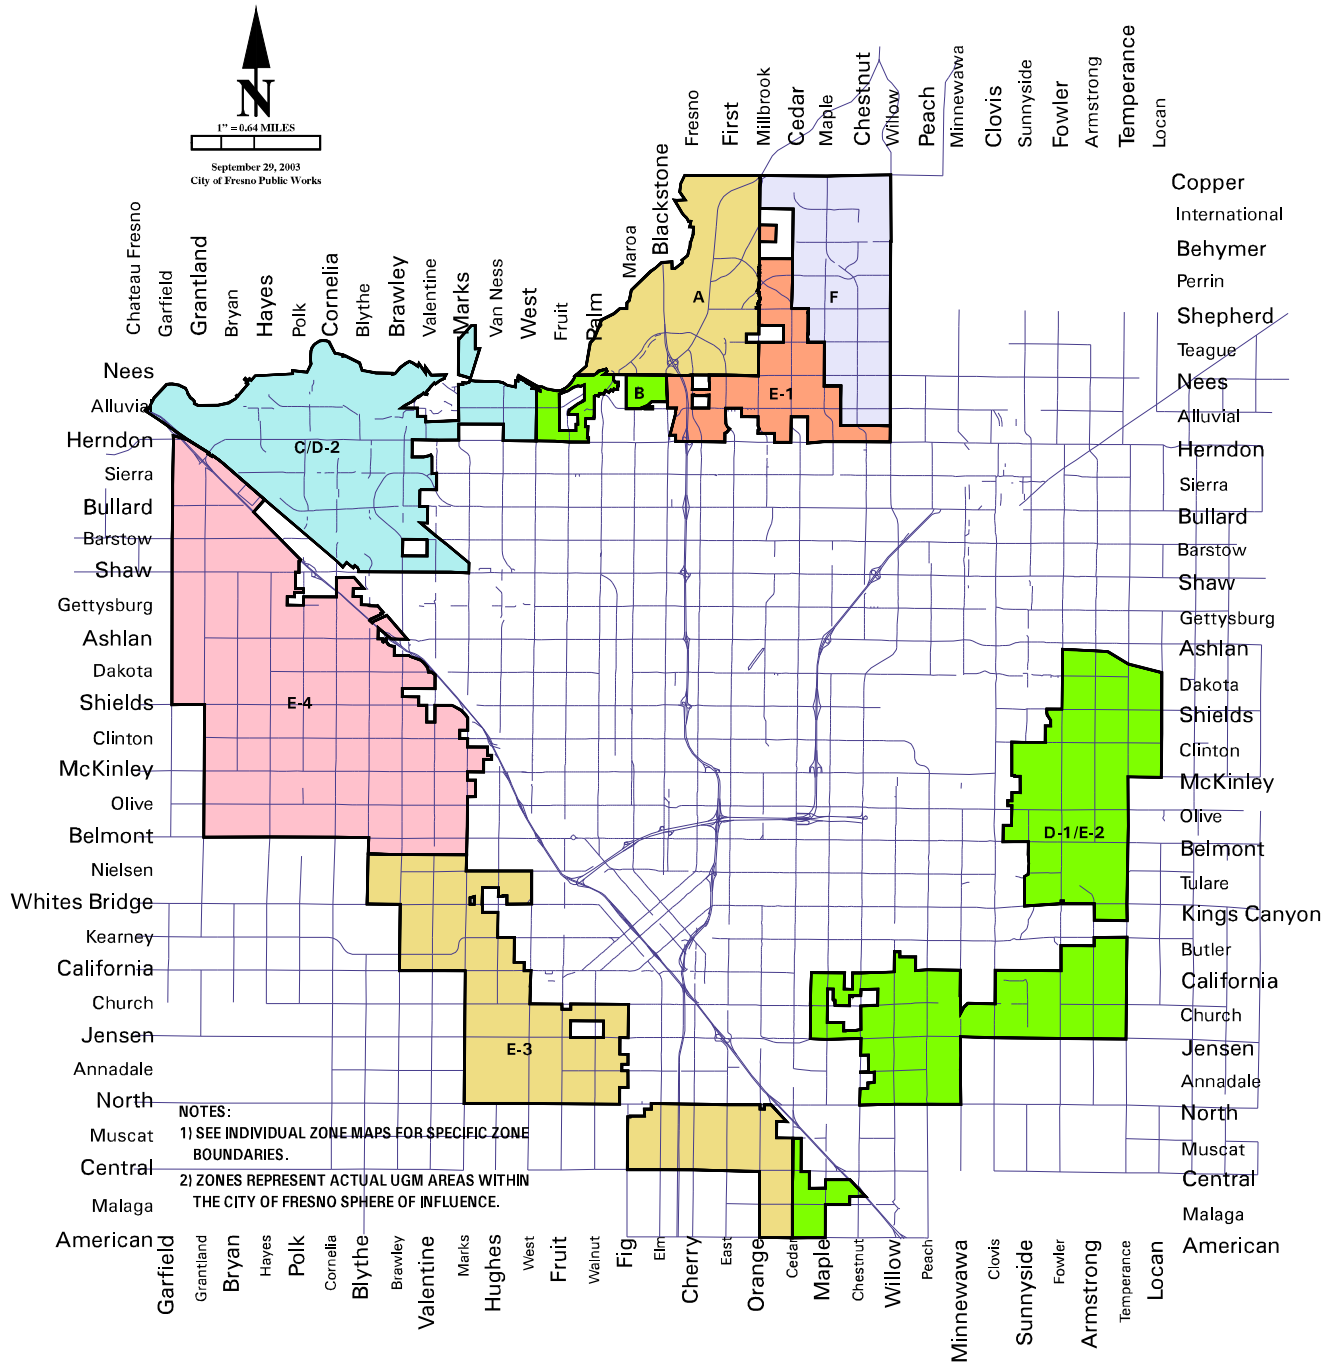 N
1" = 0.64 MILES
September 29, 2003
City of Fresno Public Works
Chateau Fresno
Garfield
Grantland
Bryan
Hayes
Polk
Cornelia
Blythe
Brawley
Valentine
Marks
Van Ness
West
Fruit
Palm
Maroa
Blackstone
Fresno
First
Millbrook
Cedar
Maple
Chestnut
Willow
Peach
Minnewawa
Clovis
Sunnyside
Fowler
Armstrong
Temperance
Locan
Nees
Alluvial
Herndon
Sierra
Bullard
Barstow
Shaw
Gettysburg
Ashlan
Dakota
Shields
Clinton
McKinley
Olive
Belmont
Nielsen
Whites Bridge
Kearney
California
Church
Jensen
Annadale
North
Muscat
Central
Malaga
American
A
F
B
E-1
C/D-2
E-4
D-1/E-2
E-3
Copper
International
Behymer
Perrin
Shepherd
Teague
Nees
Alluvial
Herndon
Sierra
Bullard
Barstow
Shaw
Gettysburg
Ashlan
Dakota
Shields
Clinton
McKinley
Olive
Belmont
Tulare
Kings Canyon
Butler
California
Church
Jensen
Annadale
North
Muscat
Central
Malaga
American
NOTES:
1) SEE INDIVIDUAL ZONE MAPS FOR SPECIFIC ZONE
BOUNDARIES.
2) ZONES REPRESENT ACTUAL UGM AREAS WITHIN
THE CITY OF FRESNO SPHERE OF INFLUENCE.
Garfield
Grantland
Bryan
Hayes
Polk
Cornelia
Blythe
Brawley
Valentine
Marks
Hughes
West
Fruit
Walnut
Fig
Elm
Cherry
East
Orange
Cedar
Maple
Chestnut
Willow
Peach
Minnewawa
Clovis
Sunnyside
Fowler
Armstrong
Temperance
Locan